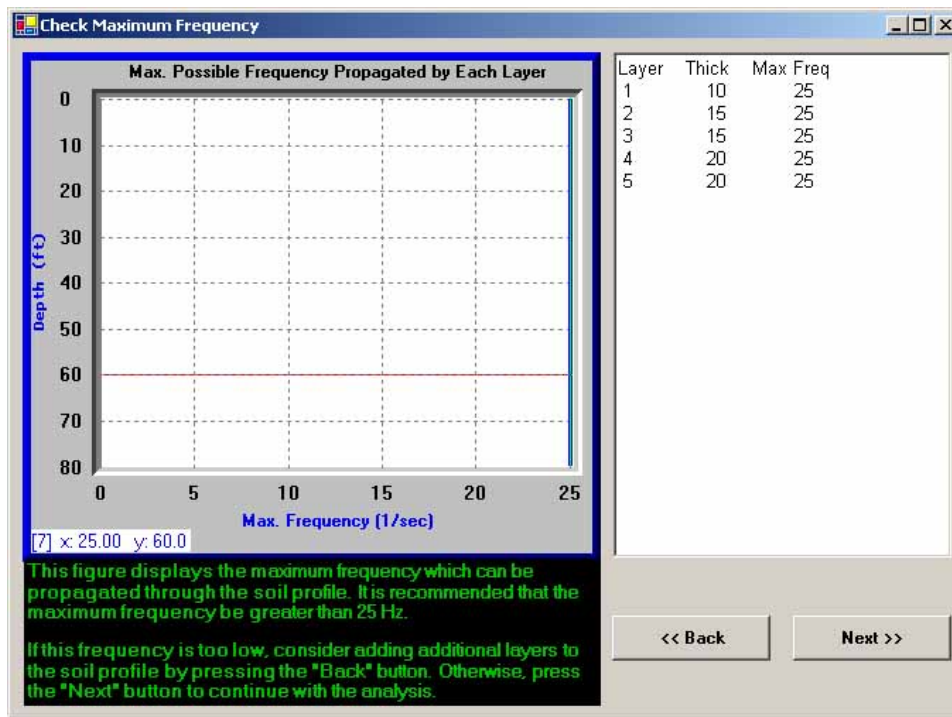 Check Maximum Frequency
Max. Possible Frequency Propagated by Each Layer
0
10
20
30
40
50
60
70
80
Depth (ft)
0 5 10 15 20 25
Max. Frequency (1/sec)
[7] x: 25.00 y: 60.0
This figure displays the maximum frequency which can be
propagated through the soil profile. It is recommended that the
maximum frequency be greater than 25 Hz.
If this frequency is too low, consider adding additional layers to
the soil profile by pressing the "Back" button. Otherwise, press
the "Next" button to continue with the analysis.
Layer Thick Max Freq
1 10 25
2 15 25
3 15 25
4 20 25
5 20 25
<< Back
Next >>